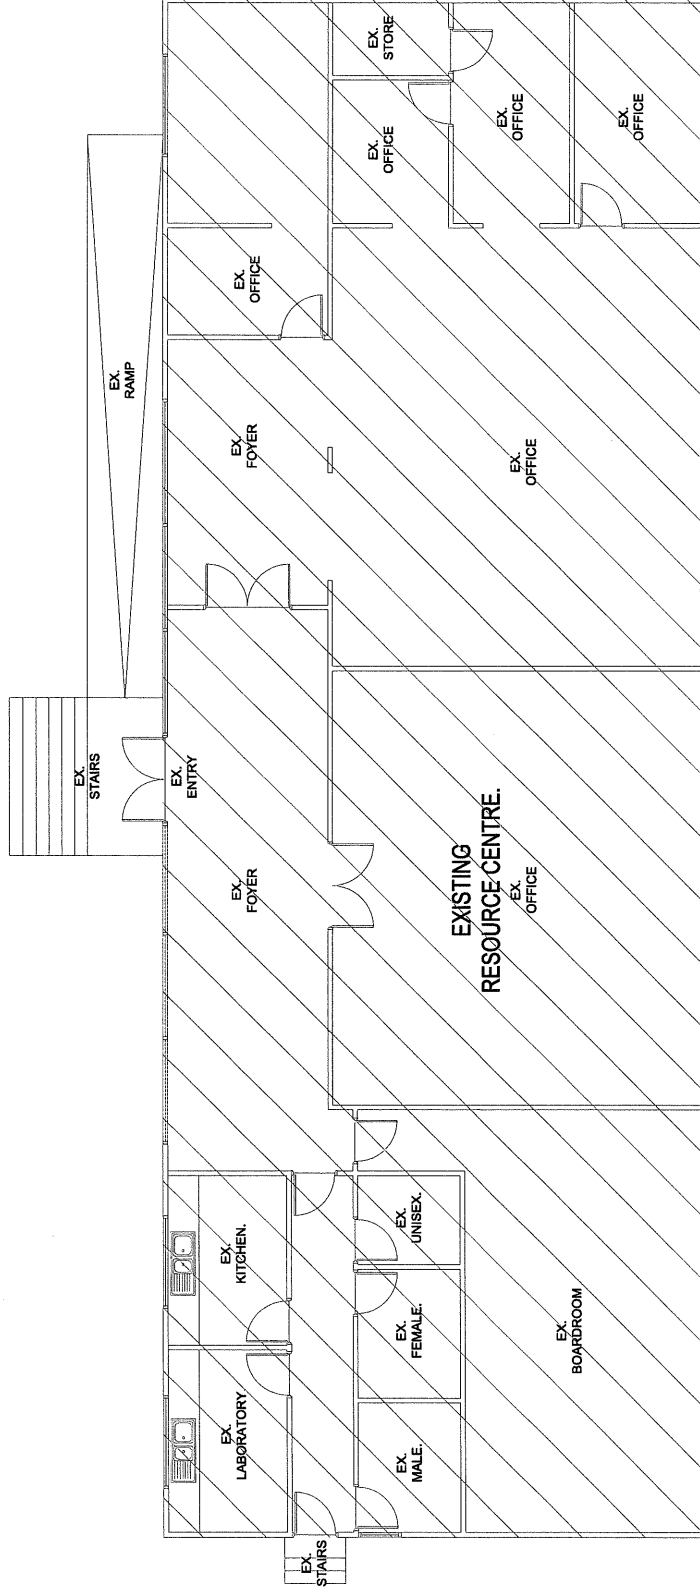 EX.
STORE
EX.
OFFICE
EX.
OFFICE
EX.
OFFICE
EX.
OFFICE
EX.
RAMP
EX.
FOYER
EX.
OFFICE
EX.
STAIRS
EX.
ENTRY
EX.
FOYER
EXISTING
RESOURCE CENTRE.
EX.
OFFICE
EX.
KITCHEN.
EX.
UNISEX.
EX.
FEMALE.
EX.
BOARDROOM
EX.
LABORATORY
EX.
MALE.
EX.
STAIRS